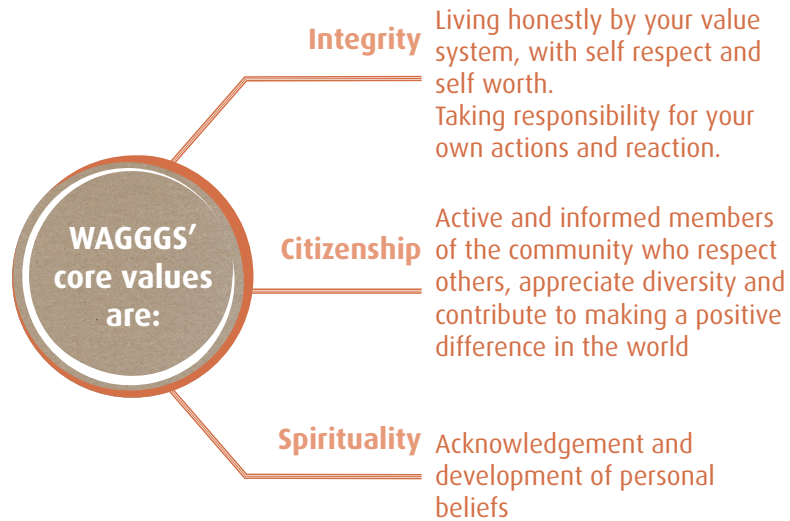 WAGGGS’
core values
are:
Integrity
Living honestly by your value
system, with self respect and
self worth.
Taking responsibility for your
own actions and reaction.
Citizenship
Active and informed members
of the community who respect
others, appreciate diversity and
contribute to making a positive
difference in the world
Spirituality
Acknowledgement and
development of personal
beliefs